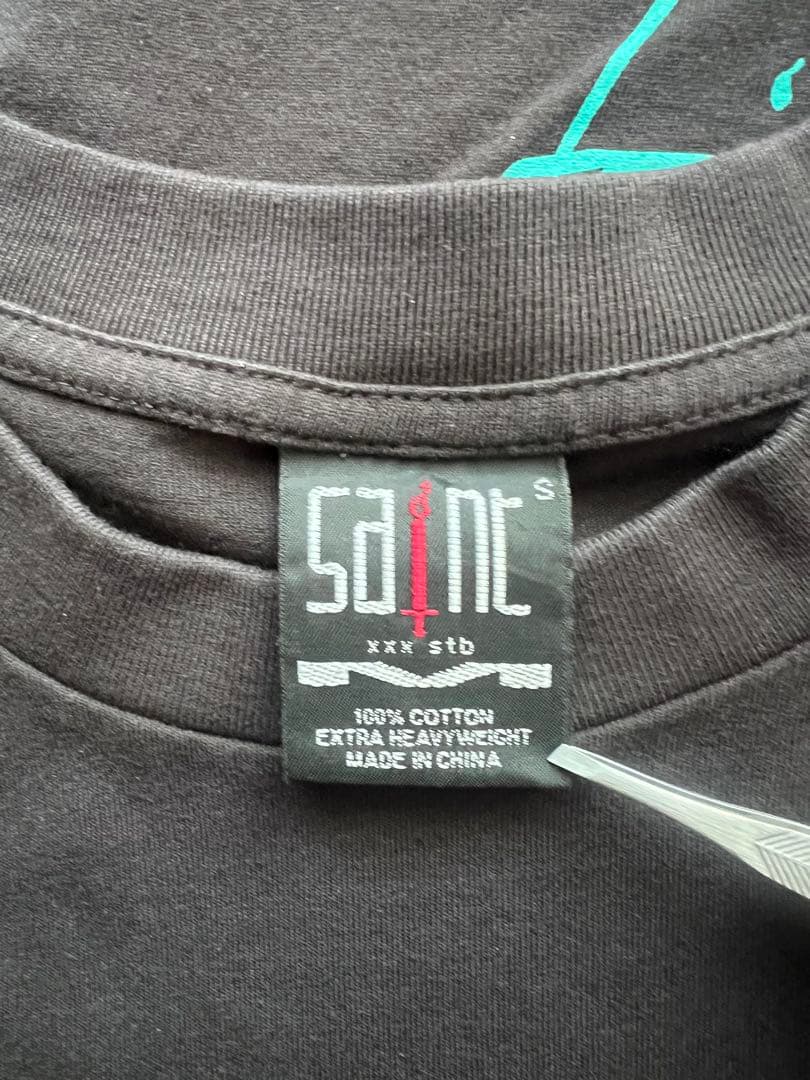 saint S
xxx stb
100% COTTON
EXTRA HEAVYWEIGHT
MADE IN CHINA